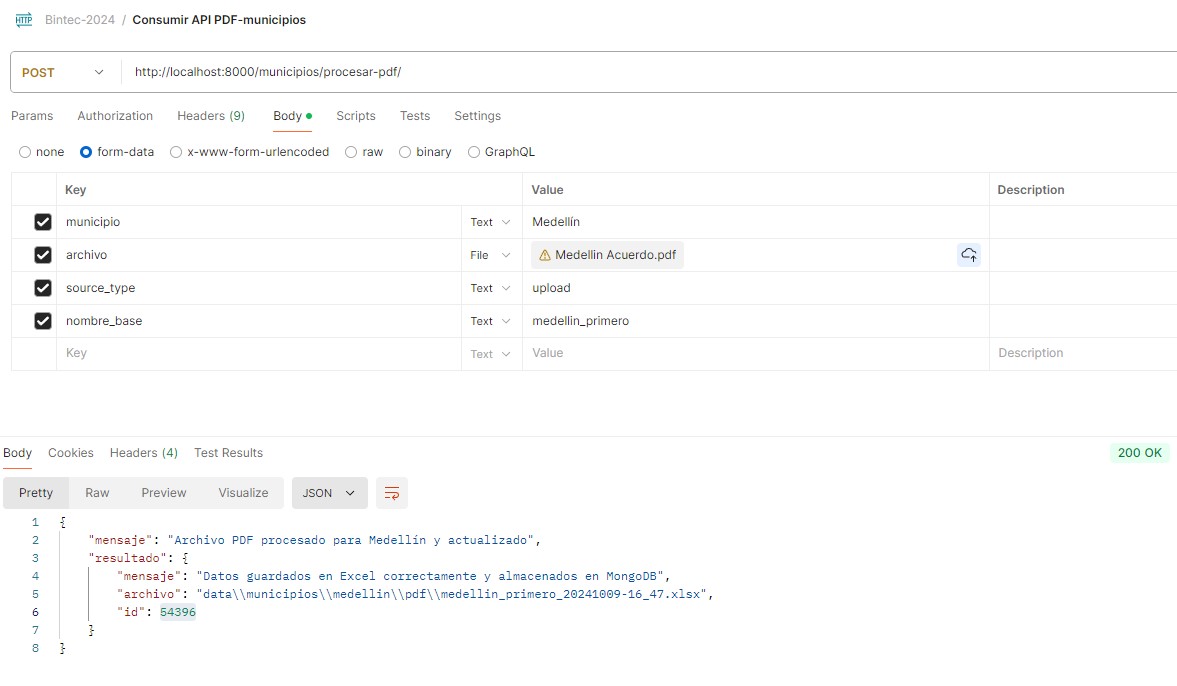 HTTP Bintec-2024 / Consumir API PDF-municipios
POST http://localhost:8000/municipios/procesar-pdf/
Params Authorization Headers (9) Body Scripts Tests Settings
none form-data x-www-form-urlencoded raw binary GraphQL
Key Value Description
municipio Text Medellín
archivo File Medellin Acuerdo.pdf
source_type Text upload
nombre_base Text medellin_primero
Key Text Value Description
Body Cookies Headers (4) Test Results 200 OK
Pretty Raw Preview Visualize JSON
1 {
2 "mensaje": "Archivo PDF procesado para Medellín y actualizado",
3 "resultado": {
4 "mensaje": "Datos guardados en Excel correctamente y almacenados en MongoDB",
5 "archivo": "data\\municipios\\medellin\\pdf\\medellin_primero_20241009-16_47.xlsx",
6 "id": 54396
7 }
8 }